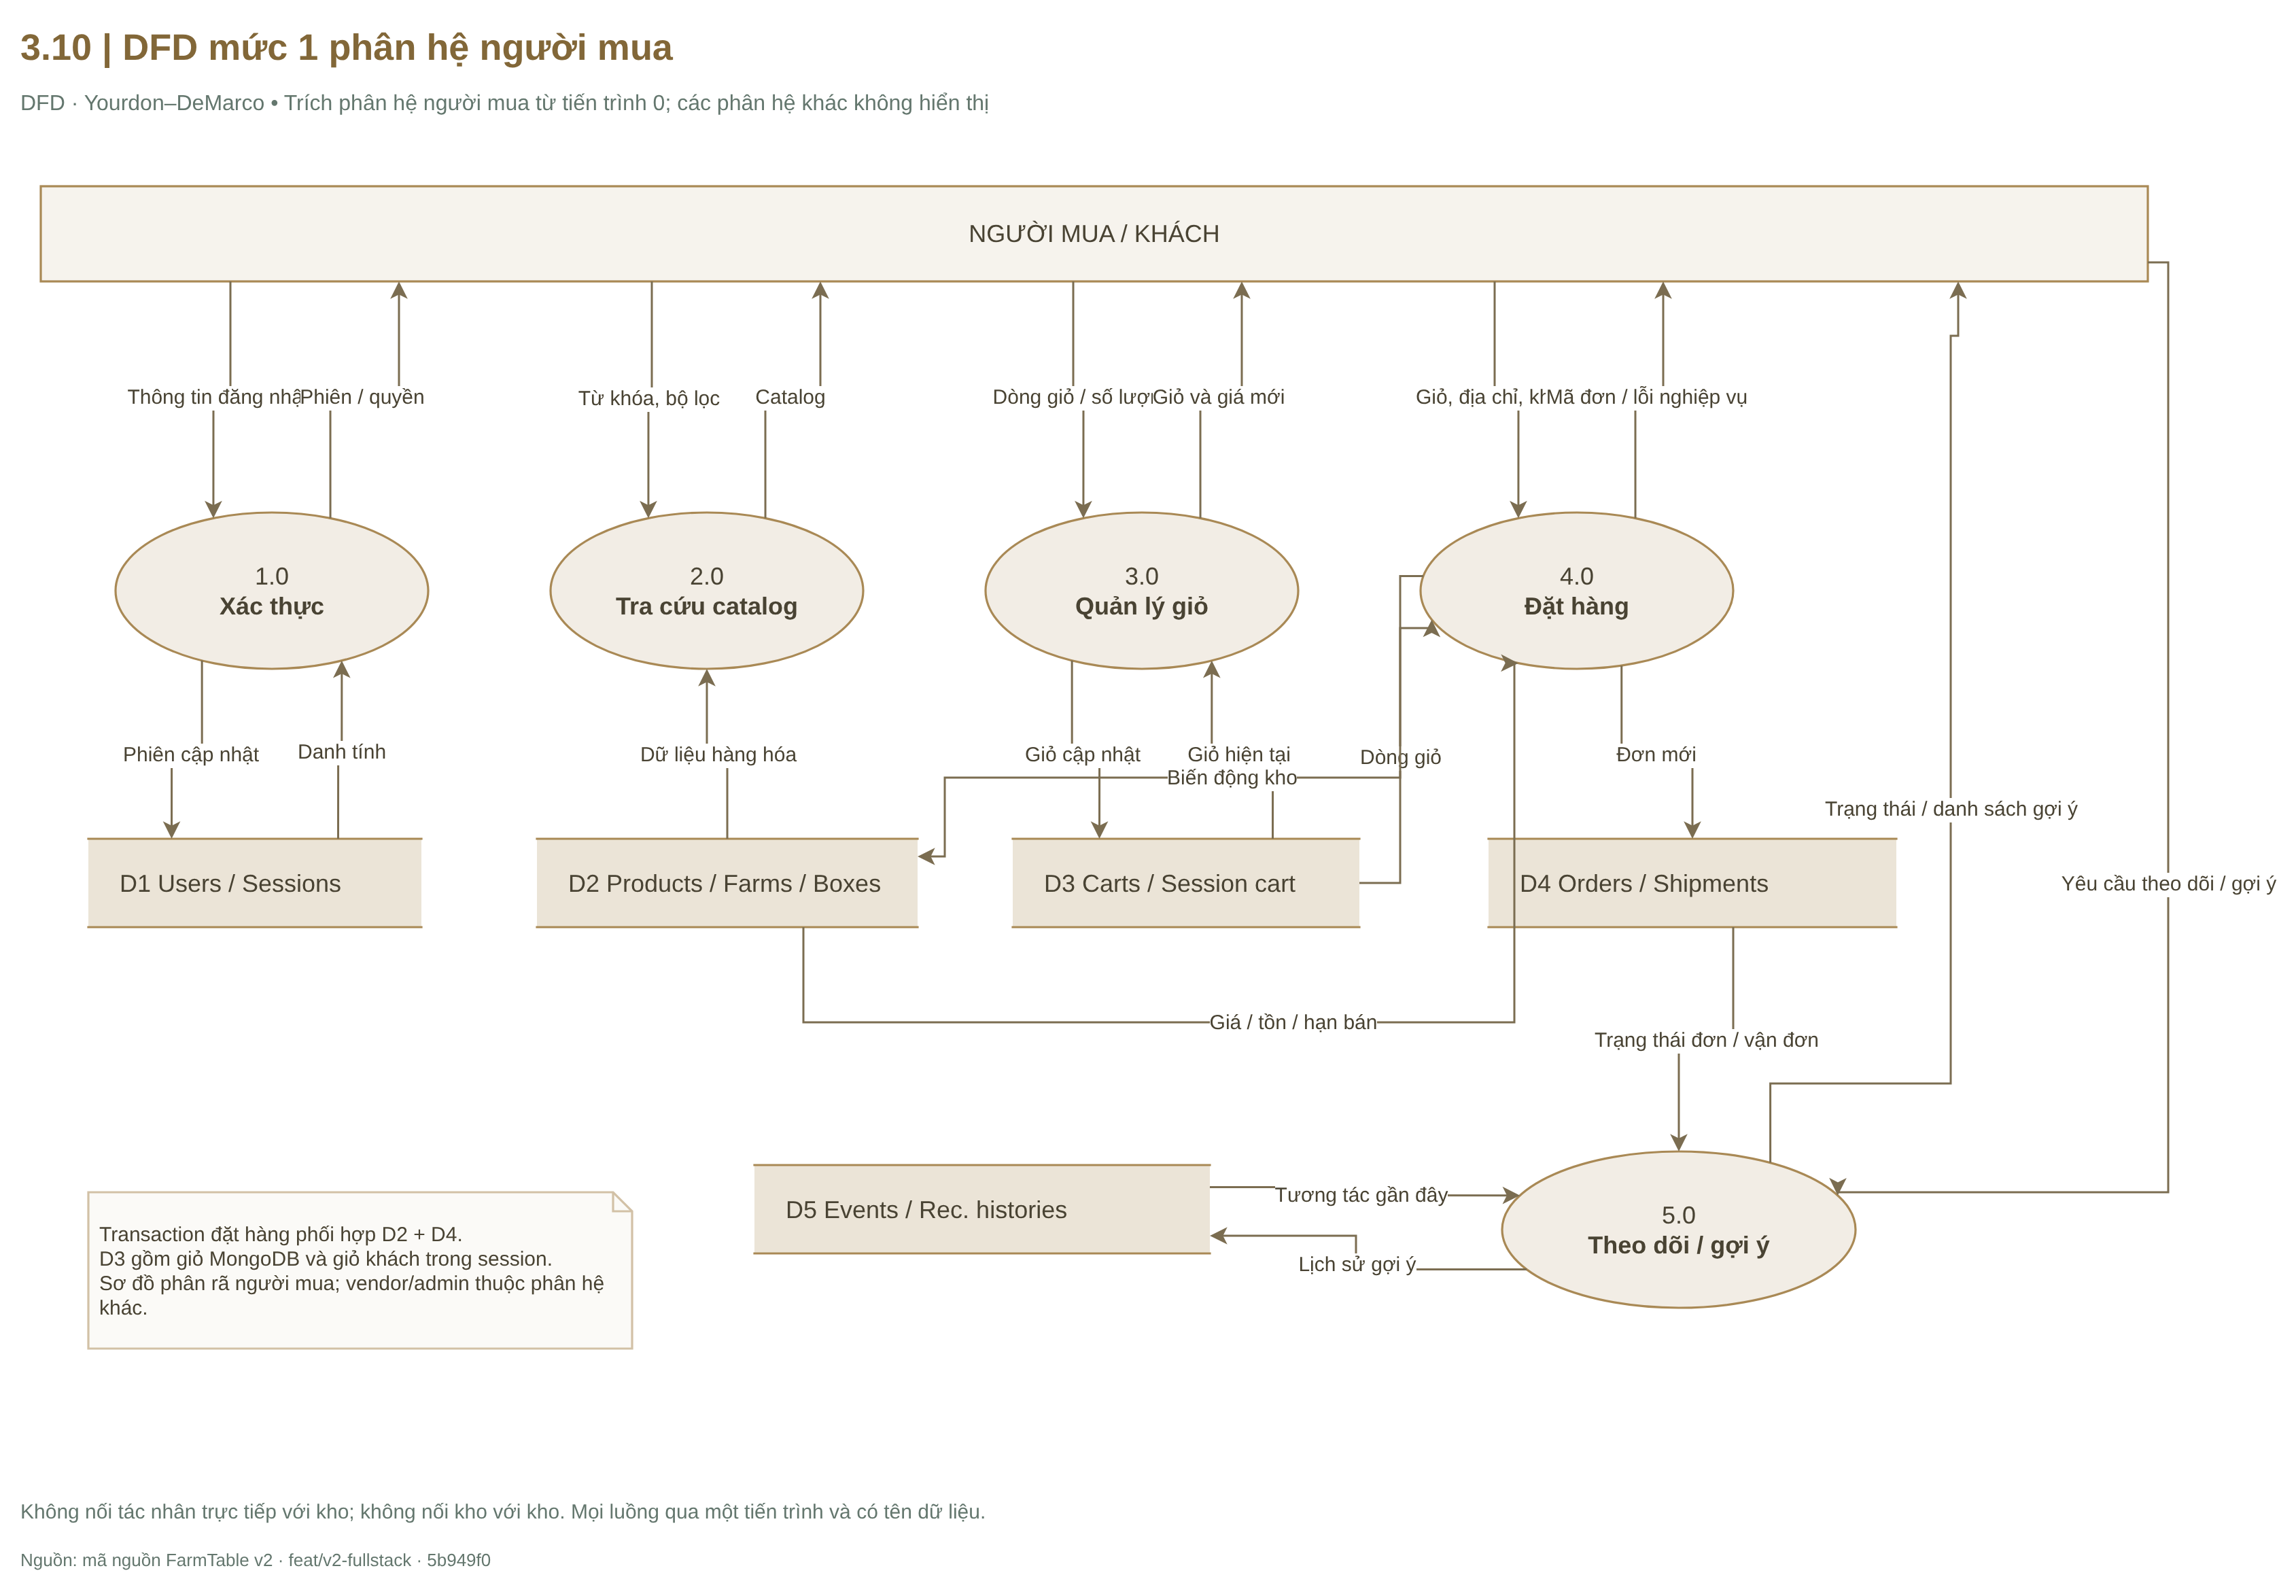 3.10 | DFD mức 1 phân hệ người mua
DFD · Yourdon–DeMarco • Trích phân hệ người mua từ tiến trình 0; các phân hệ khác không hiển thị
NGƯỜI MUA / KHÁCH
Thông tin đăng
Phiên / quyền
Từ khóa, bộ lọc
Catalog
Dòng giỏ / số
Giỏ và giá mới
Giỏ, địa chỉ,
Mã đơn / lỗi nghiệp vụ
1.0
Xác thực
2.0
Tra cứu catalog
3.0
Quản lý giỏ
4.0
Đặt hàng
Phiên cập nhật
Danh tính
Dữ liệu hàng hóa
Giỏ cập nhật
Giỏ hiện tại
Biến động kho
Dòng giỏ
Đơn mới
Trạng thái / danh sách gợi ý
Yêu cầu theo dõi / gợi ý
D1 Users / Sessions
D2 Products / Farms / Boxes
D3 Carts / Session cart
D4 Orders / Shipments
Giá / tồn / hạn bán
Trạng thái đơn / vận đơn
D5 Events / Rec. histories
Tương tác gần đây
Lịch sử gợi ý
5.0
Theo dõi / gợi ý
Transaction đặt hàng phối hợp D2 + D4.
D3 gồm giỏ MongoDB và giỏ khách trong session.
Sơ đồ phân rã người mua; vendor/admin thuộc phân hệ
khác.
Không nối tác nhân trực tiếp với kho; không nối kho với kho. Mọi luồng qua một tiến trình và có tên dữ liệu.
Nguồn: mã nguồn FarmTable v2 · feat/v2-fullstack · 5b949f0